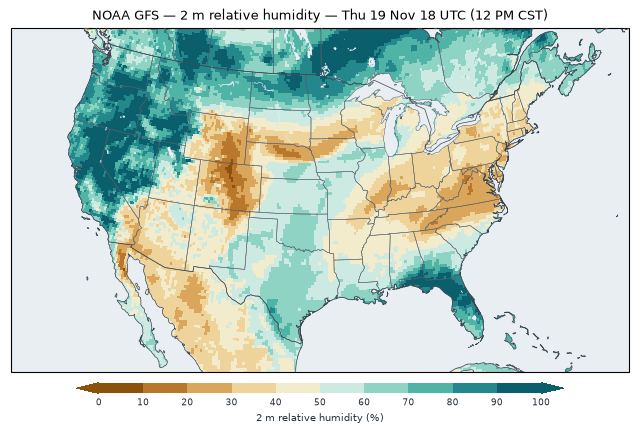 NOAA GFS — 2 m relative humidity — Thu 19 Nov 18 UTC (12 PM CST)
0 10 20 30 40 50 60 70 80 90 100
2 m relative humidity (%)